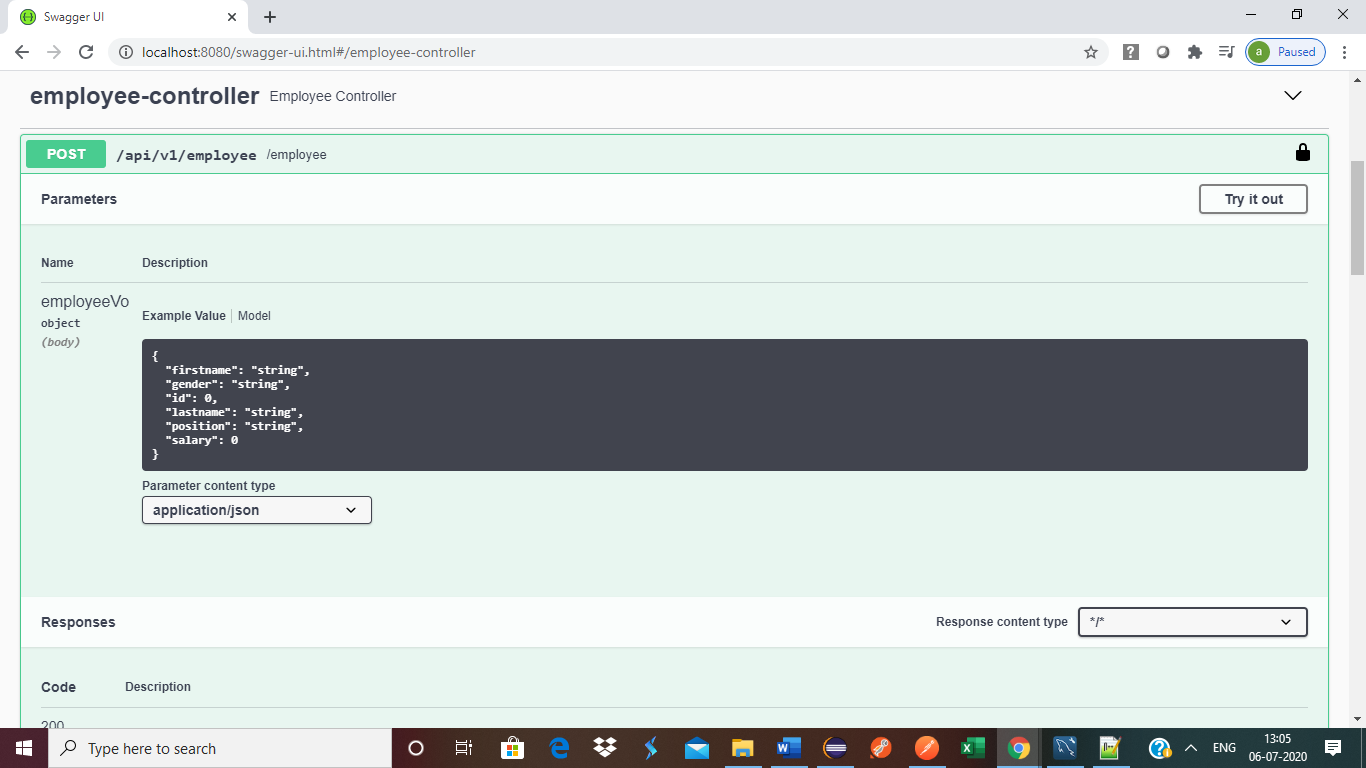 Swagger UI
localhost:8080/swagger-ui.html#/employee-controller
a Paused
employee-controller Employee Controller
POST /api/v1/employee /employee
Parameters Try it out
Name Description
employeeVo
object
(body)
Example Value Model
{
"firstname": "string",
"gender": "string",
"id": 0,
"lastname": "string",
"position": "string",
"salary": 0
}
Parameter content type
application/json
Responses Response content type */*
Code Description
200
Type here to search
ENG 13:05
06-07-2020